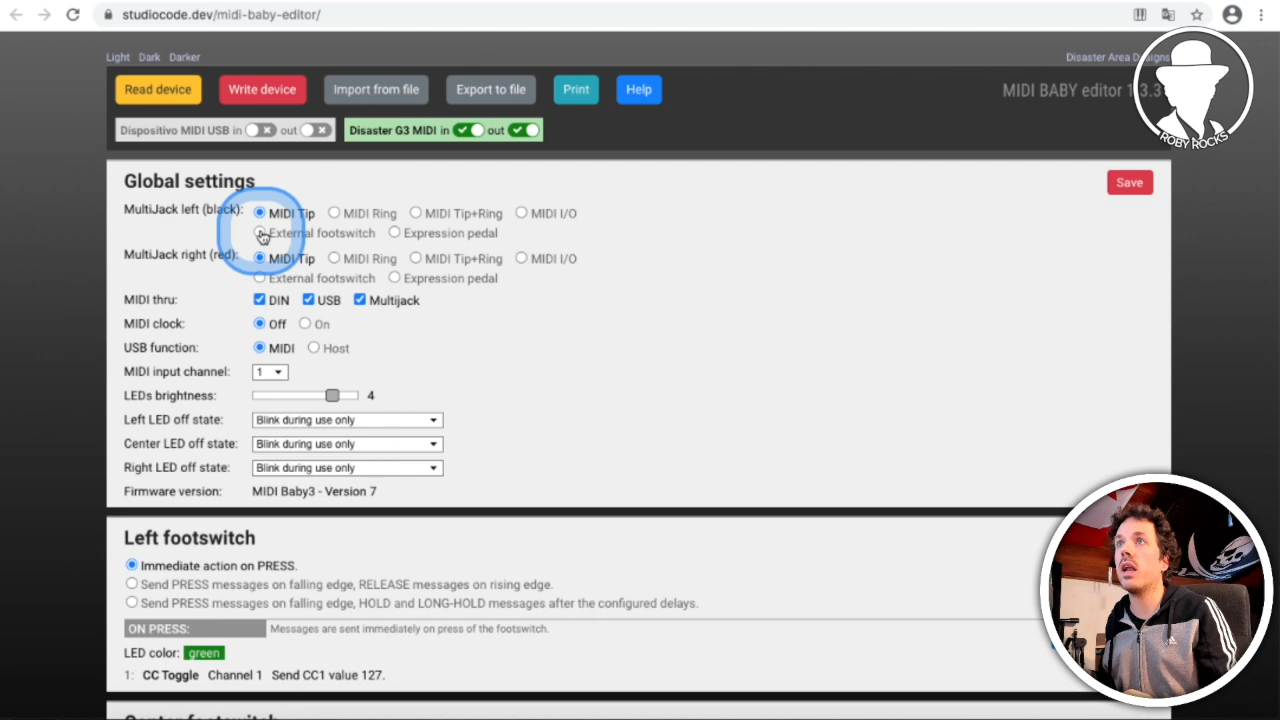 studiocode.dev/midi-baby-editor/
Light Dark Darker
Disaster Area Designs
Read device Write device Import from file Export to file Print Help
MIDI BABY editor
Dispositivo MIDI USB in out Disaster G3 MIDI in out
ROBY ROCKS
Global settings
Save
MultiJack left (black): MIDI Tip MIDI Ring MIDI Tip+Ring MIDI I/O
External footswitch Expression pedal
MultiJack right (red): MIDI Tip MIDI Ring MIDI Tip+Ring MIDI I/O
External footswitch Expression pedal
MIDI thru: DIN USB Multijack
MIDI clock: Off On
USB function: MIDI Host
MIDI input channel: 1
LEDs brightness: 4
Left LED off state: Blink during use only
Center LED off state: Blink during use only
Right LED off state: Blink during use only
Firmware version: MIDI Baby3 - Version 7
Left footswitch
Immediate action on PRESS.
Send PRESS messages on falling edge, RELEASE messages on rising edge.
Send PRESS messages on falling edge, HOLD and LONG-HOLD messages after the configured delays.
ON PRESS: Messages are sent immediately on press of the footswitch.
LED color: green
1: CC Toggle Channel 1 Send CC1 value 127.
Center footswitch